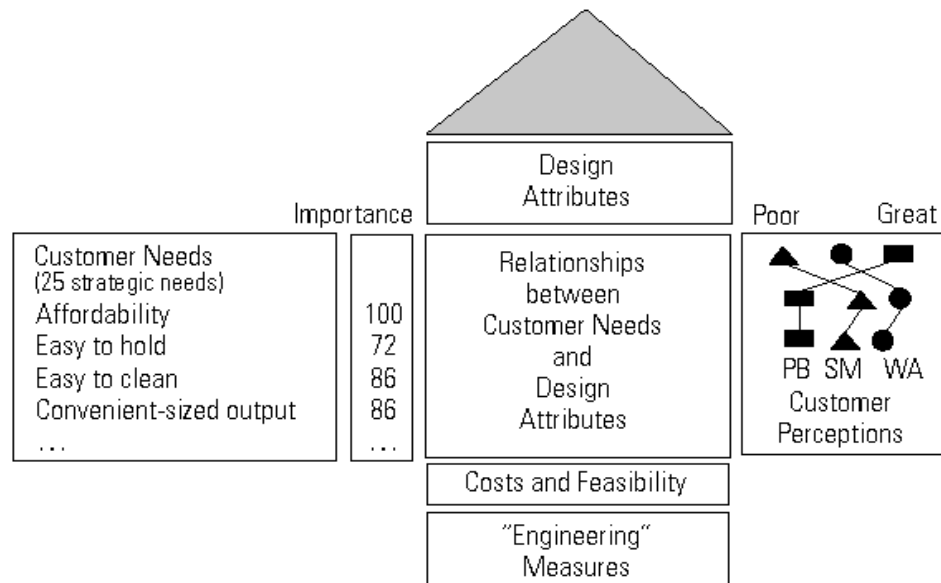 Design
Attributes
Importance
Poor
Great
Customer Needs
(25 strategic needs)
Affordability
Easy to hold
Easy to clean
Convenient-sized output
...
100
72
86
86
...
Relationships
between
Customer Needs
and
Design
Attributes
PB SM WA
Customer
Perceptions
Costs and Feasibility
“Engineering“
Measures